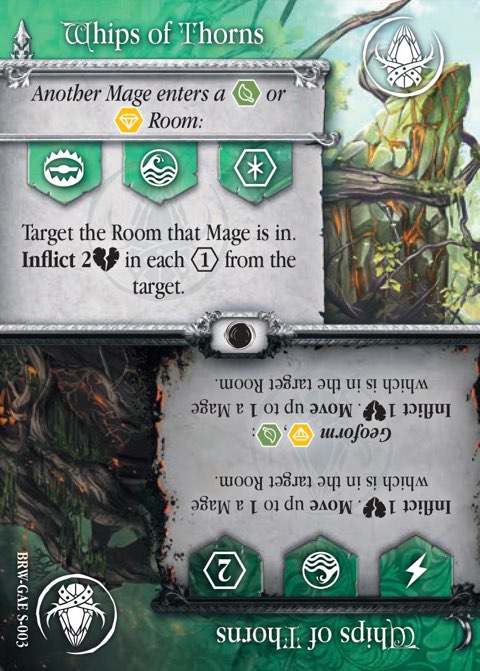 Whips of Thorns
Another Mage enters a or
Room:
Target the Room that Mage is in.
Inflict 2 in each 1 from the
target.
Whips of Thorns
2
Inflict 1 . Move up to 1 a Mage
which is in the target Room.
Geoform , :
Inflict 1 . Move up to 1 a Mage
which is in the target Room.
BRW-GAE S-003